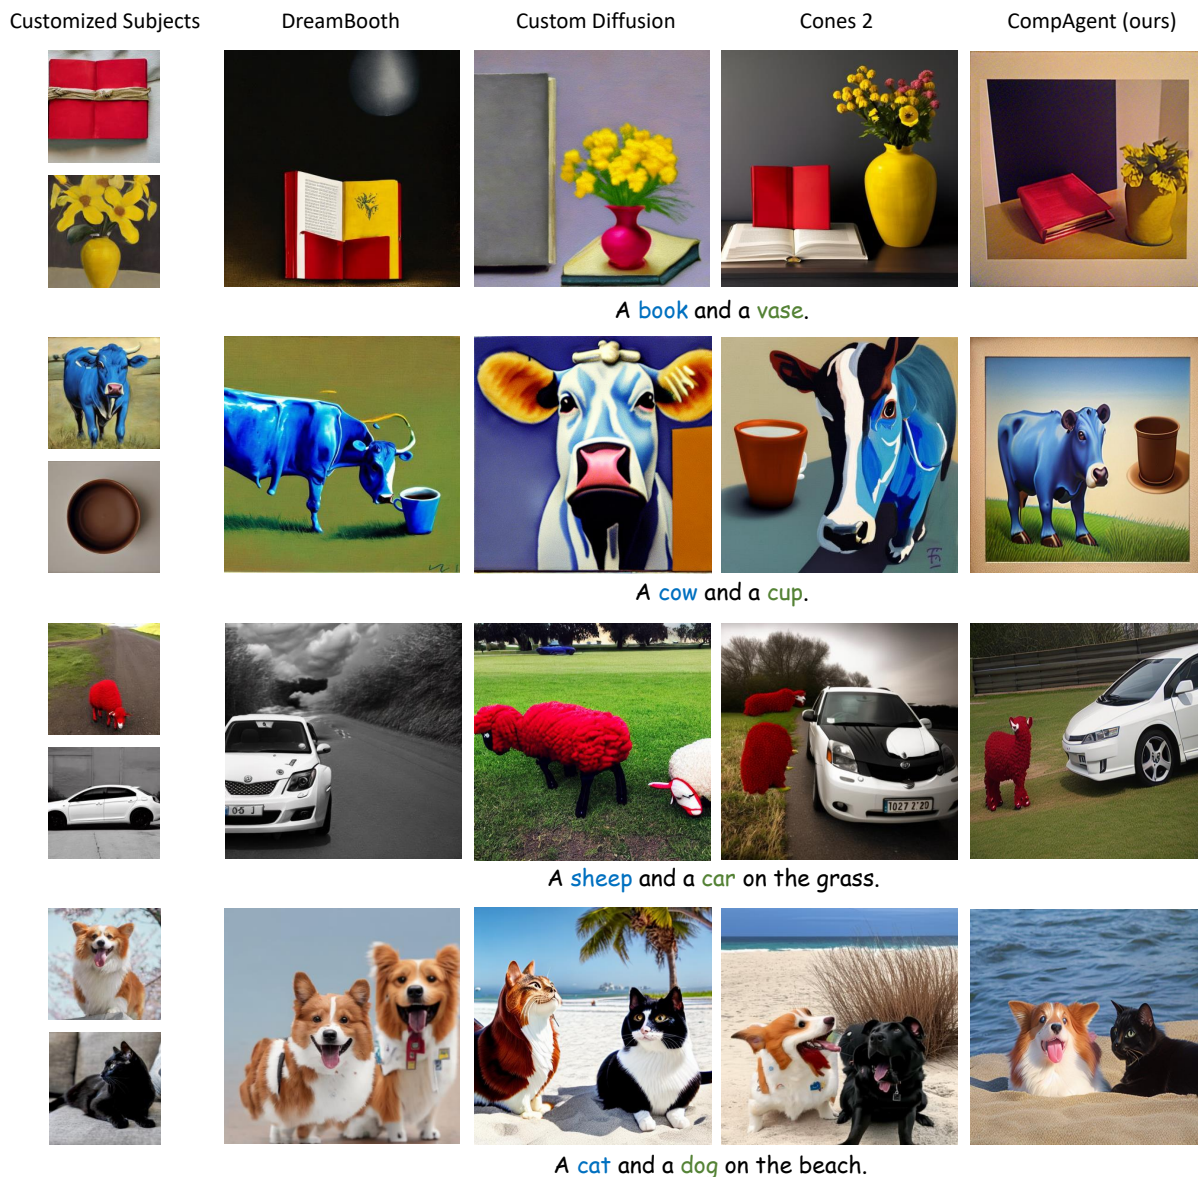 Customized Subjects DreamBooth Custom Diffusion Cones 2 CompAgent (ours)
A book and a vase.
A cow and a cup.
A sheep and a car on the grass.
A cat and a dog on the beach.